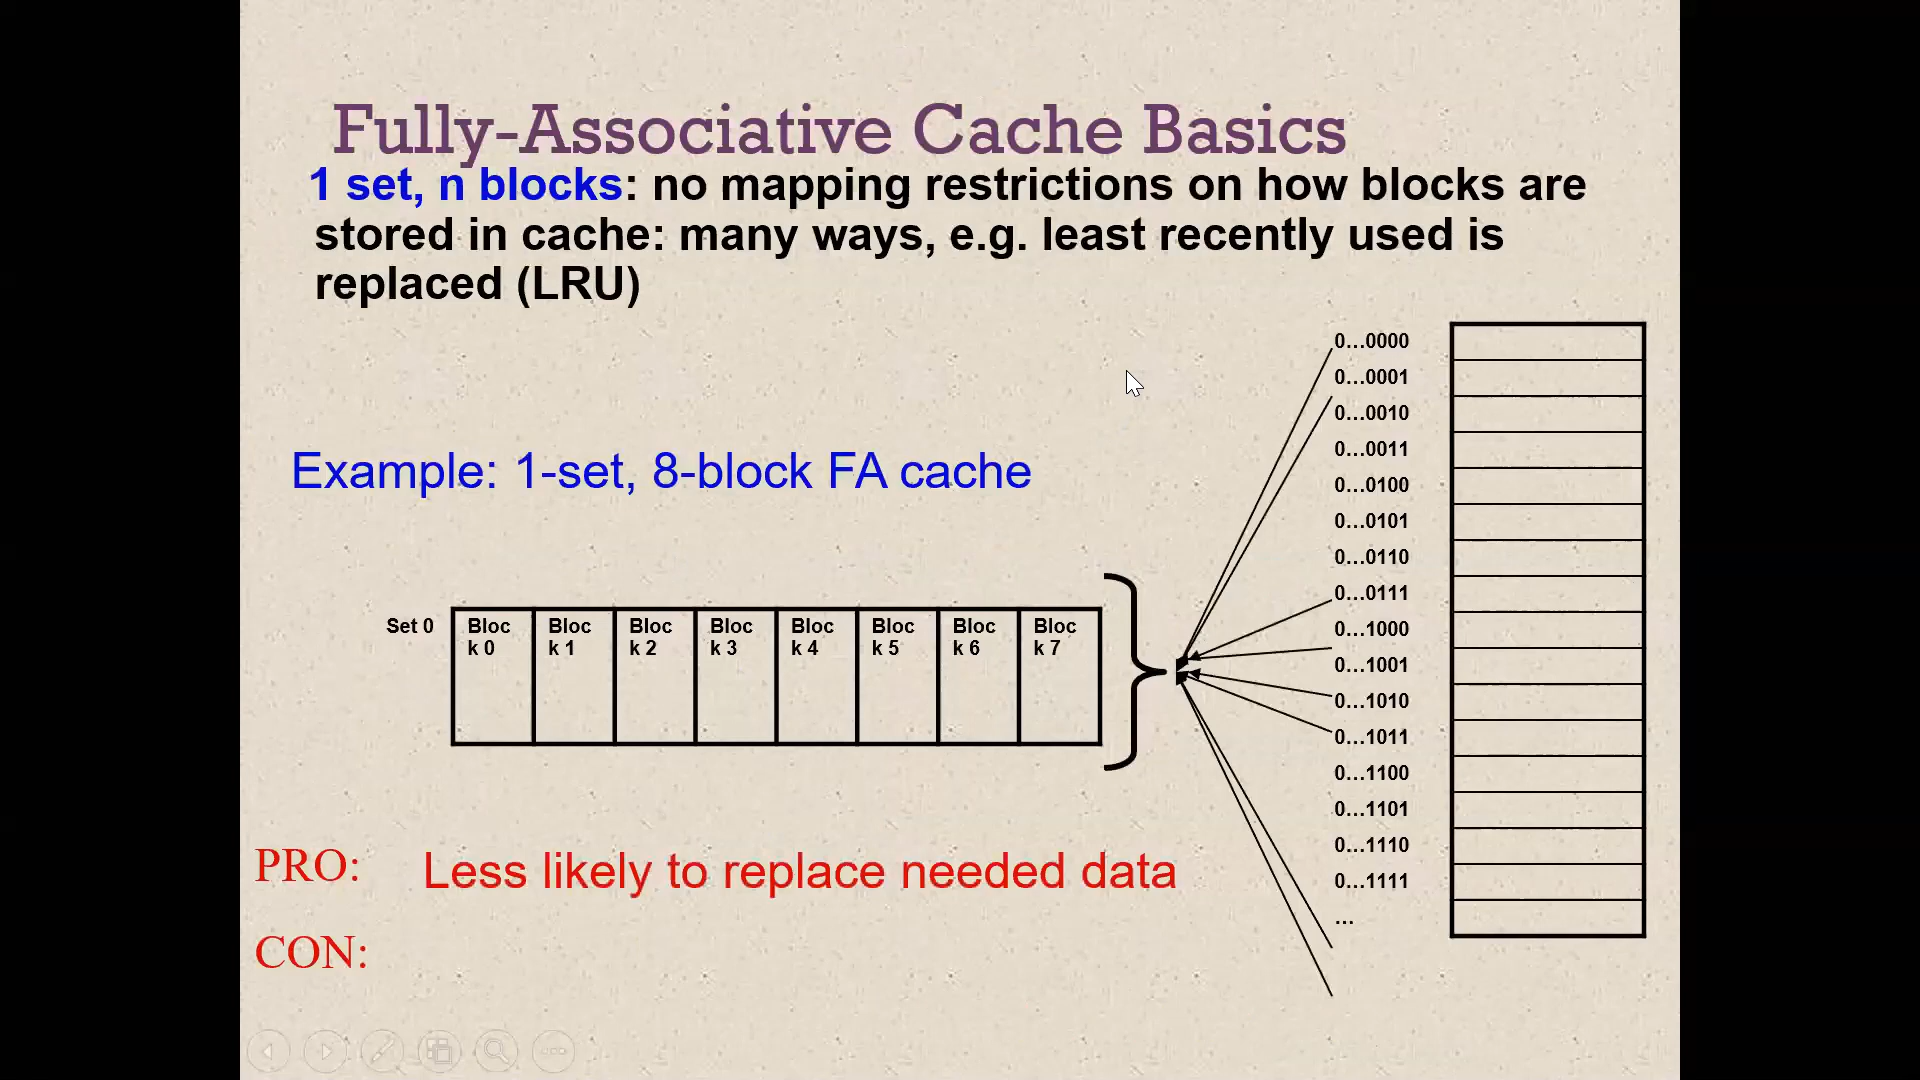 Fully-Associative Cache Basics
1 set, n blocks: no mapping restrictions on how blocks are
stored in cache: many ways, e.g. least recently used is
replaced (LRU)
Example: 1-set, 8-block FA cache
Set 0
Bloc
k 0
Bloc
k 1
Bloc
k 2
Bloc
k 3
Bloc
k 4
Bloc
k 5
Bloc
k 6
Bloc
k 7
0...0000
0...0001
0...0010
0...0011
0...0100
0...0101
0...0110
0...0111
0...1000
0...1001
0...1010
0...1011
0...1100
0...1101
0...1110
0...1111
...
PRO: Less likely to replace needed data
CON: